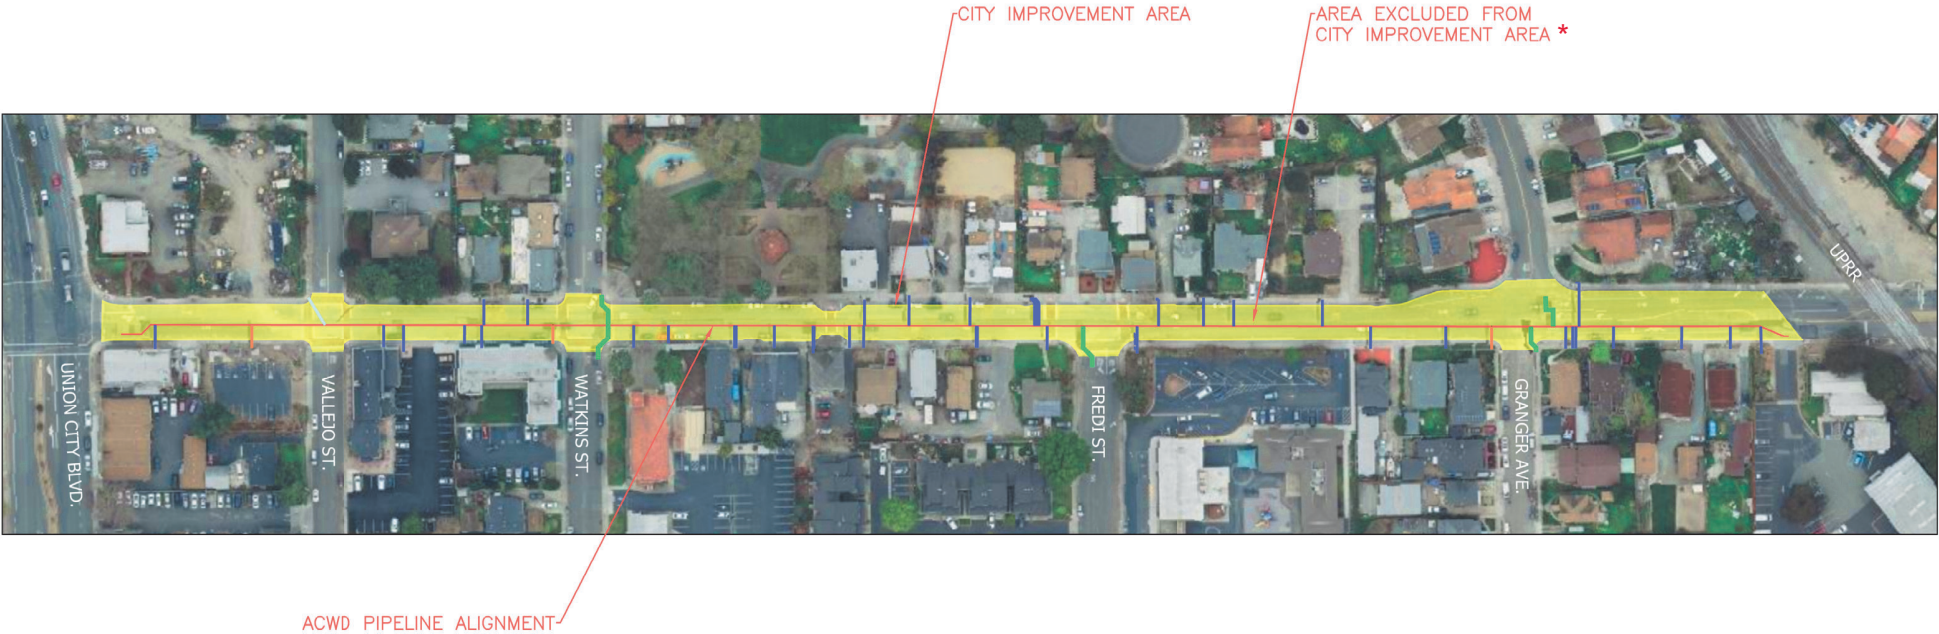 CITY IMPROVEMENT AREA
AREA EXCLUDED FROM
CITY IMPROVEMENT AREA *
UPRR
UNION CITY BLVD.
VALLEJO ST.
WATKINS ST.
FREDI ST.
GRANGER AVE.
ACWD PIPELINE ALIGNMENT